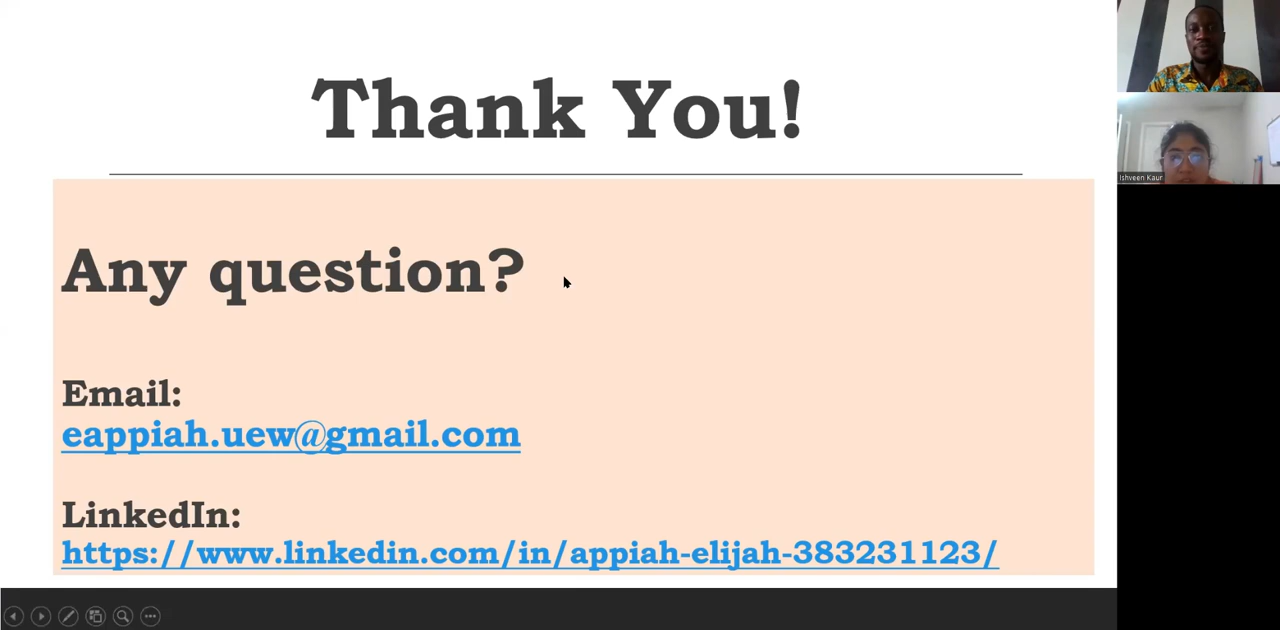 Thank You!
Any question?
Email:
eappiah.uew@gmail.com
LinkedIn:
https://www.linkedin.com/in/appiah-elijah-383231123/
Ishveen Kaur